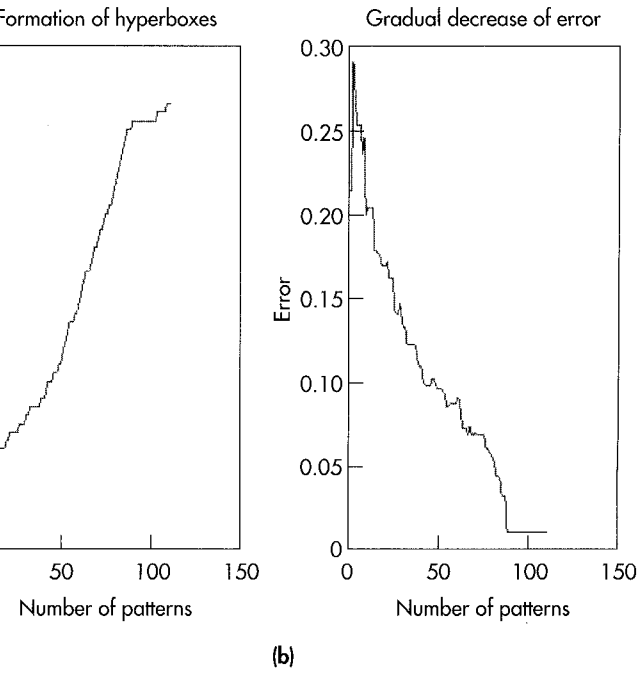 Formation of hyperboxes
50
100
150
Number of patterns
Gradual decrease of error
0.30
0.25
0.20
0.15
0.10
0.05
0
Error
0
50
100
150
Number of patterns
(b)